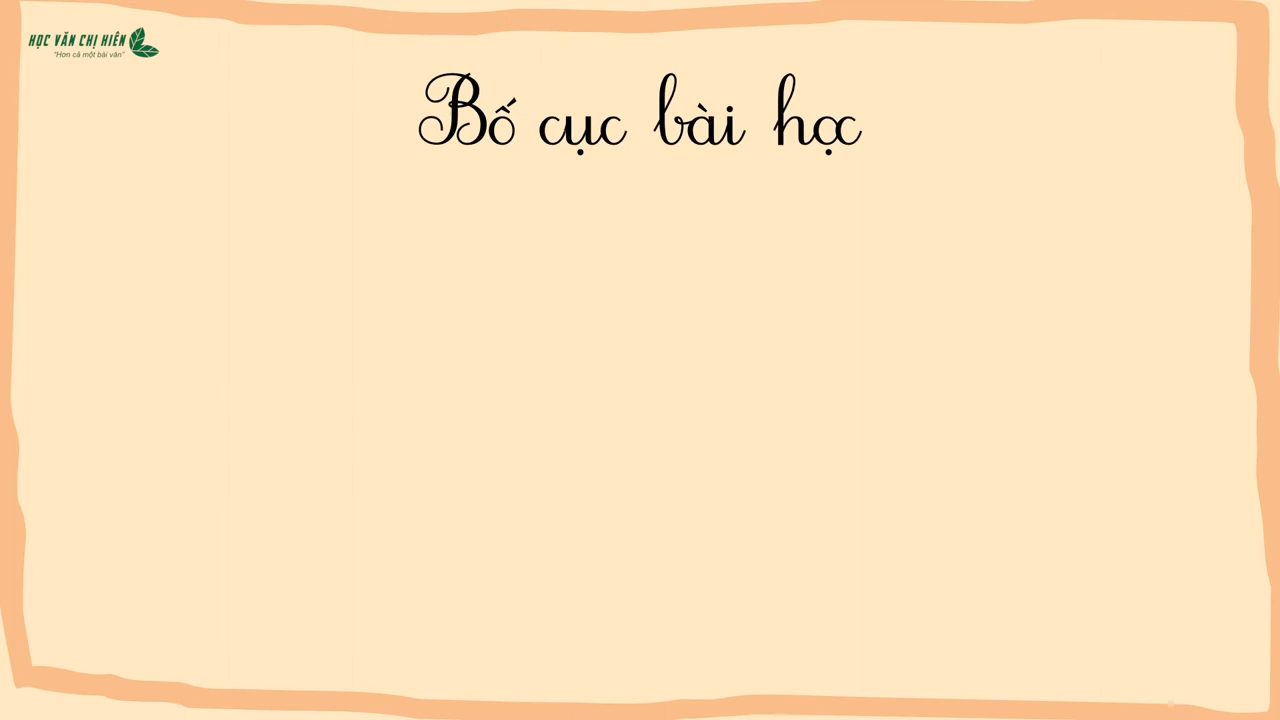 HỌC VĂN CHỊ HIÊN
"Hơn cả một bài văn"
Bố cục bài học